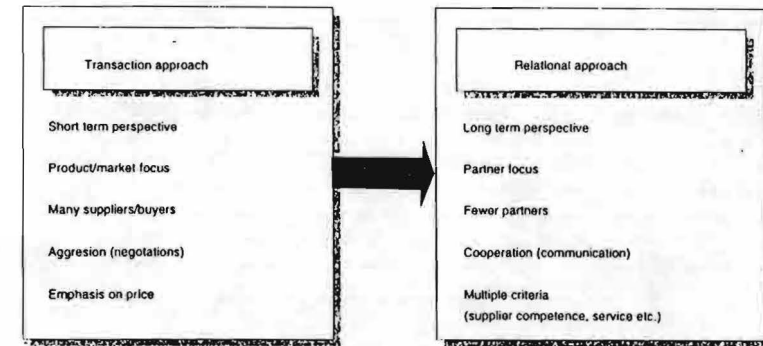 Transaction approach
Short term perspective
Product/market focus
Many suppliers/buyers
Aggresion (negotations)
Emphasis on price
Relational approach
Long term perspective
Partner focus
Fewer partners
Cooperation (communication)
Multiple criteria
(supplier competence, service etc.)